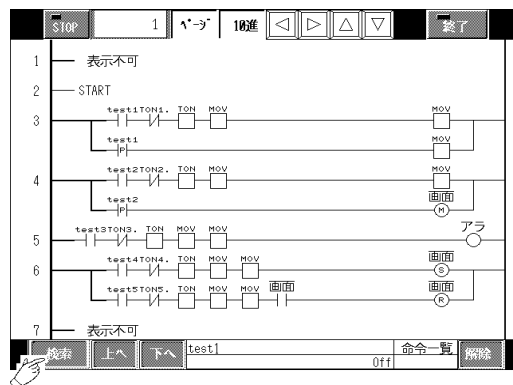 STOP 1 ﾍﾟ-ｼﾞ 10進 終了
1 表示不可
2 START
3 test1TON1. TON MOV MOV
test1 MOV
P
4 test2TON2. TON MOV MOV
test2 画面
P M
5 test3TON3. TON MOV MOV アラ
6 test4TON4. TON MOV MOV MOV 画面
S
test5TON5. TON MOV MOV MOV 画面 画面
R
7 表示不可
検索 上へ 下へ test1 Off 命令一覧 解除